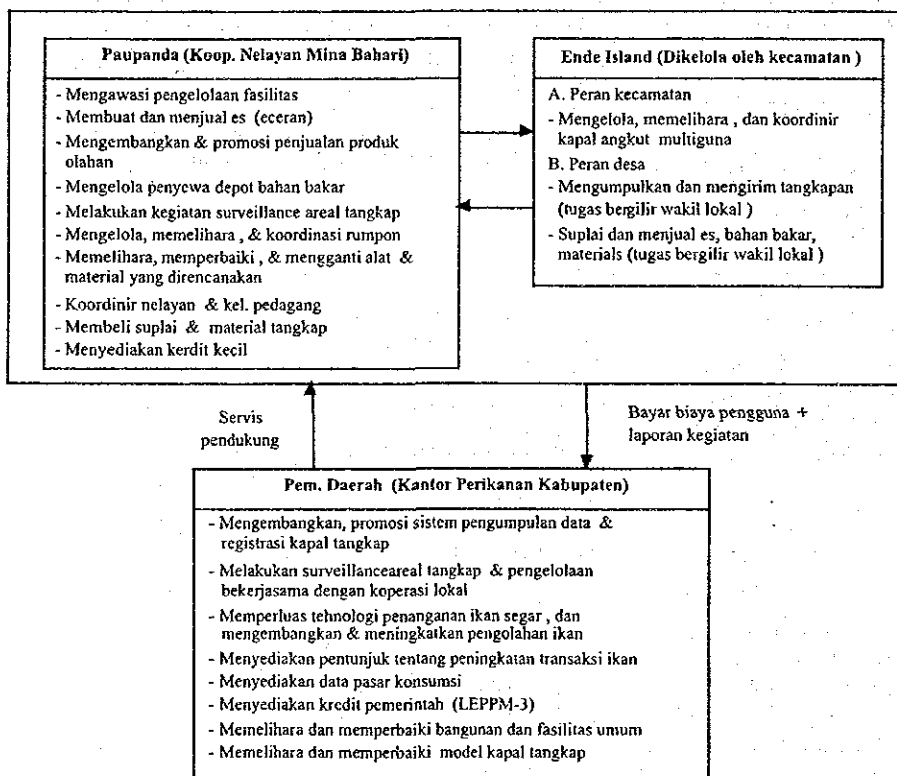 Paupanda (Koop. Nelayan Mina Bahari)
- Mengawasi pengelolaan fasilitas
- Membuat dan menjual es (eceran)
- Mengembangkan & promosi penjualan produk
olahan
- Mengelola penyewa depot bahan bakar
- Melakukan kegiatan surveillance areal tangkap
- Mengelola, memelihara , & koordinasi rumpon
- Memelihara, memperbaiki , & mengganti alat &
material yang direncanakan
- Koordinir nelayan & kel. pedagang
- Membeli suplai & material tangkap
- Menyediakan kerdit kecil
Ende Island (Dikelola oleh kecamatan )
A. Peran kecamatan
- Mengelola, memelihara , dan koordinir
kapal angkut multiguna
B. Peran desa
- Mengumpulkan dan mengirim tangkapan
(tugas bergilir wakil lokal )
- Suplai dan menjual es, bahan bakar,
materials (tugas bergilir wakil lokal )
Servis
pendukung
Bayar biaya pengguna +
laporan kegiatan
Pem. Daerah (Kantor Perikanan Kabupaten)
- Mengembangkan, promosi sistem pengumpulan data &
registrasi kapal tangkap
- Melakukan surveillanceareal tangkap & pengelolaan
bekerjasama dengan koperasi lokal
- Memperluas tehnologi penanganan ikan segar , dan
mengembangkan & meningkatkan pengolahan ikan
- Menyediakan pentunjuk tentang peningkatan transaksi ikan
- Menyediakan data pasar konsumsi
- Menyediakan kredit pemerintah (LEPPM-3)
- Memelihara dan memperbaiki bangunan dan fasilitas umum
- Memelihara dan memperbaiki model kapal tangkap